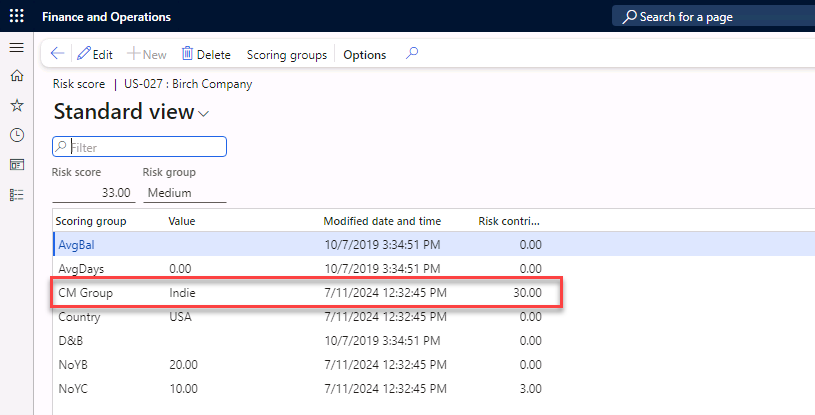 Finance and Operations Search for a page
Edit New Delete Scoring groups Options
Risk score | US-027 : Birch Company
Standard view
Filter
Risk score Risk group
33.00 Medium
Scoring group Value Modified date and time Risk contri...
AvgBal 10/7/2019 3:34:51 PM 0.00
AvgDays 0.00 10/7/2019 3:34:51 PM 0.00
CM Group Indie 7/11/2024 12:32:45 PM 30.00
Country USA 7/11/2024 12:32:45 PM 0.00
D&B 10/7/2019 3:34:51 PM 0.00
NoYB 20.00 7/11/2024 12:32:45 PM 0.00
NoYC 10.00 7/11/2024 12:32:45 PM 3.00